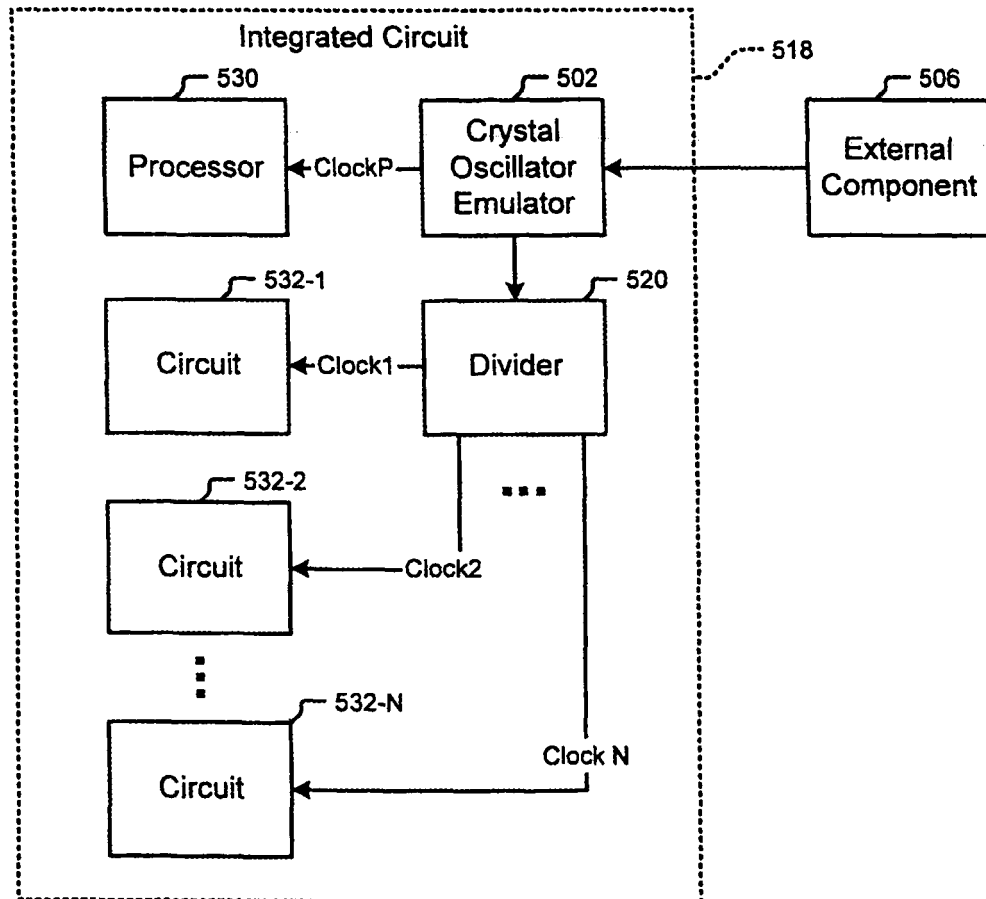 Integrated Circuit
518
530
502
506
Processor
ClockP
Crystal
Oscillator
Emulator
External
Component
532-1
520
Circuit
Clock1
Divider
532-2
Circuit
Clock2
532-N
Circuit
Clock N